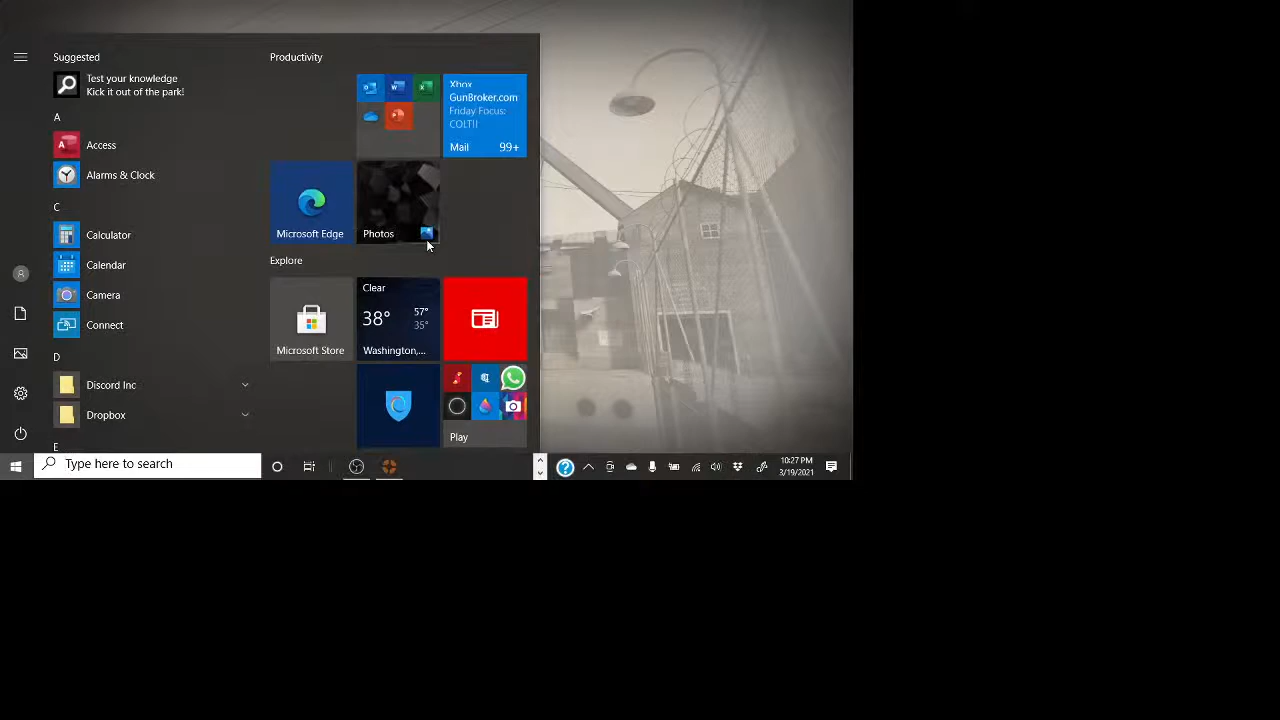 Suggested
Test your knowledge
Kick it out of the park!
A
Access
Alarms & Clock
C
Calculator
Calendar
Camera
Connect
D
Discord Inc
Dropbox
E
Productivity
Xbox
GunBroker.com
Friday Focus:
COLT!!
Mail 99+
Microsoft Edge
Photos
Explore
Microsoft Store
Clear
38° 57°
35°
Washington,...
Play
Type here to search
10:27 PM
3/19/2021